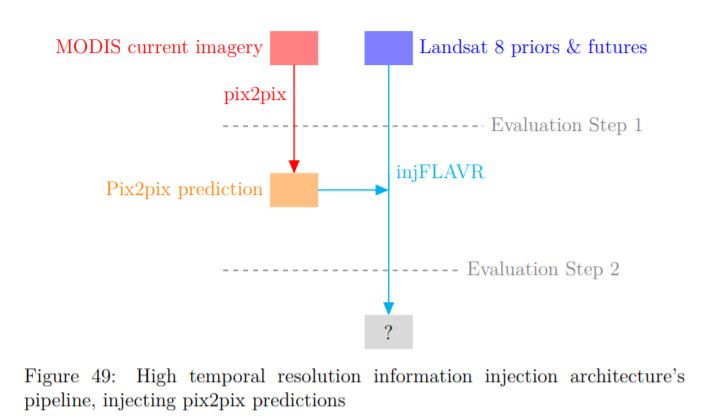 MODIS current imagery
Landsat 8 priors & futures
pix2pix
Evaluation Step 1
injFLAVR
Pix2pix prediction
Evaluation Step 2
?
Figure 49: High temporal resolution information injection architecture's
pipeline, injecting pix2pix predictions